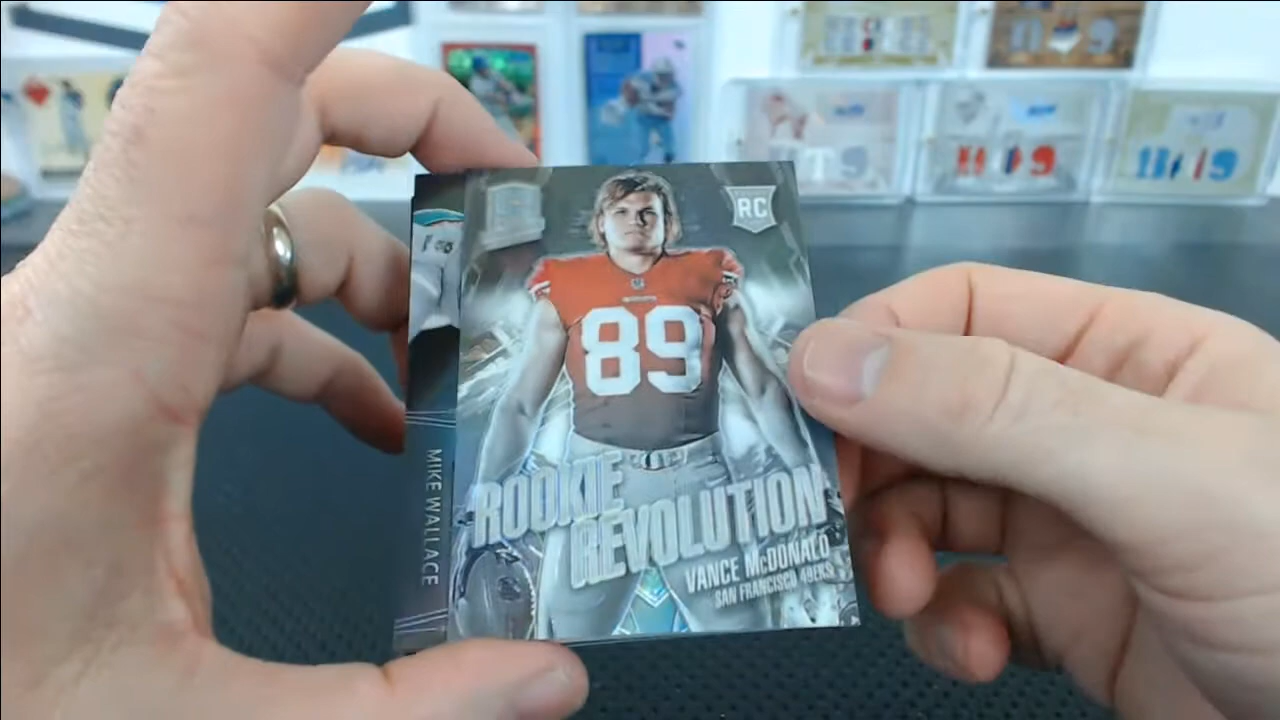 RC
89
ROOKIE
REVOLUTION
VANCE McDONALD
SAN FRANCISCO 49ERS
MIKE WALLACE